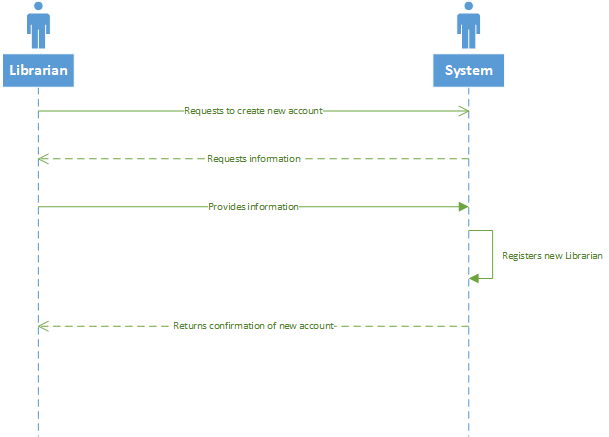 Librarian
System
Requests to create new account
Requests information
Provides information
Registers new Librarian
Returns confirmation of new account